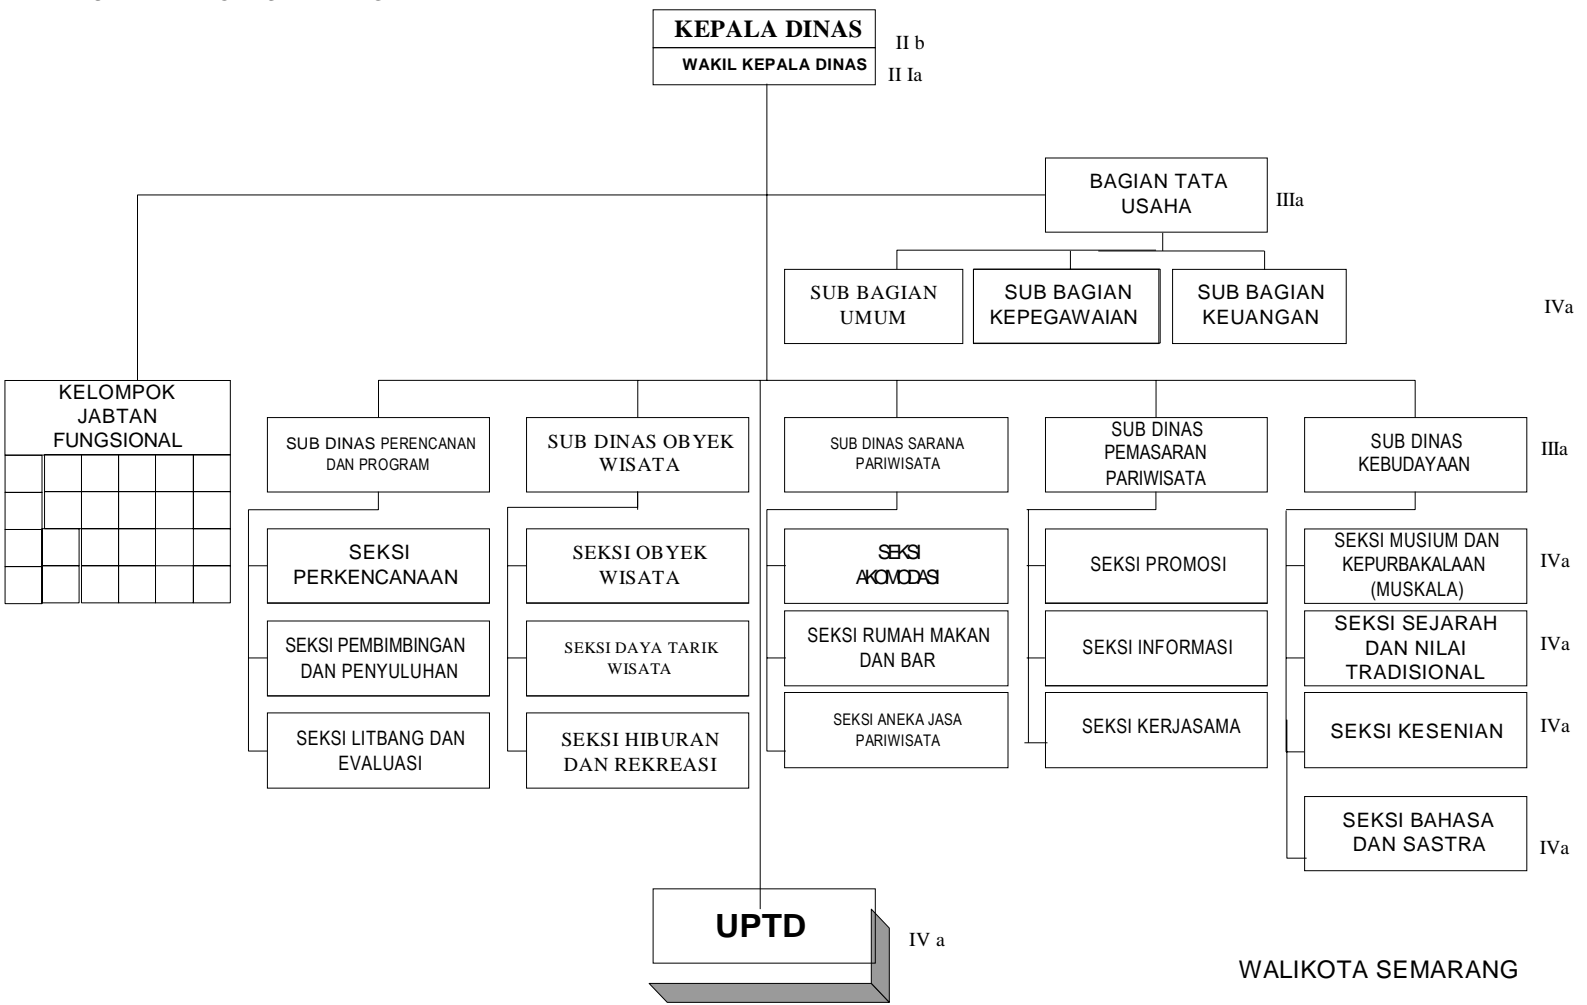 KEPALA DINAS
II b
WAKIL KEPALA DINAS
II Ia
BAGIAN TATA
USAHA
IIIa
SUB BAGIAN
UMUM
SUB BAGIAN
KEPEGAWAIAN
SUB BAGIAN
KEUANGAN
IVa
KELOMPOK
JABTAN
FUNGSIONAL
SUB DINAS PERENCANAN
DAN PROGRAM
SUB DINAS OBYEK
WISATA
SUB DINAS SARANA
PARIWISATA
SUB DINAS
PEMASARAN
PARIWISATA
SUB DINAS
KEBUDAYAAN
IIIa
SEKSI
PERKENCANAAN
SEKSI OBYEK
WISATA
SEKSI
AKOMODASI
SEKSI PROMOSI
SEKSI MUSIUM DAN
KEPURBAKALAAN
(MUSKALA)
IVa
SEKSI PEMBIMBINGAN
DAN PENYULUHAN
SEKSI DAYA TARIK
WISATA
SEKSI RUMAH MAKAN
DAN BAR
SEKSI INFORMASI
SEKSI SEJARAH
DAN NILAI
TRADISIONAL
IVa
SEKSI LITBANG DAN
EVALUASI
SEKSI HIBURAN
DAN REKREASI
SEKSI ANEKA JASA
PARIWISATA
SEKSI KERJASAMA
SEKSI KESENIAN
IVa
SEKSI BAHASA
DAN SASTRA
IVa
UPTD
IV a
WALIKOTA SEMARANG